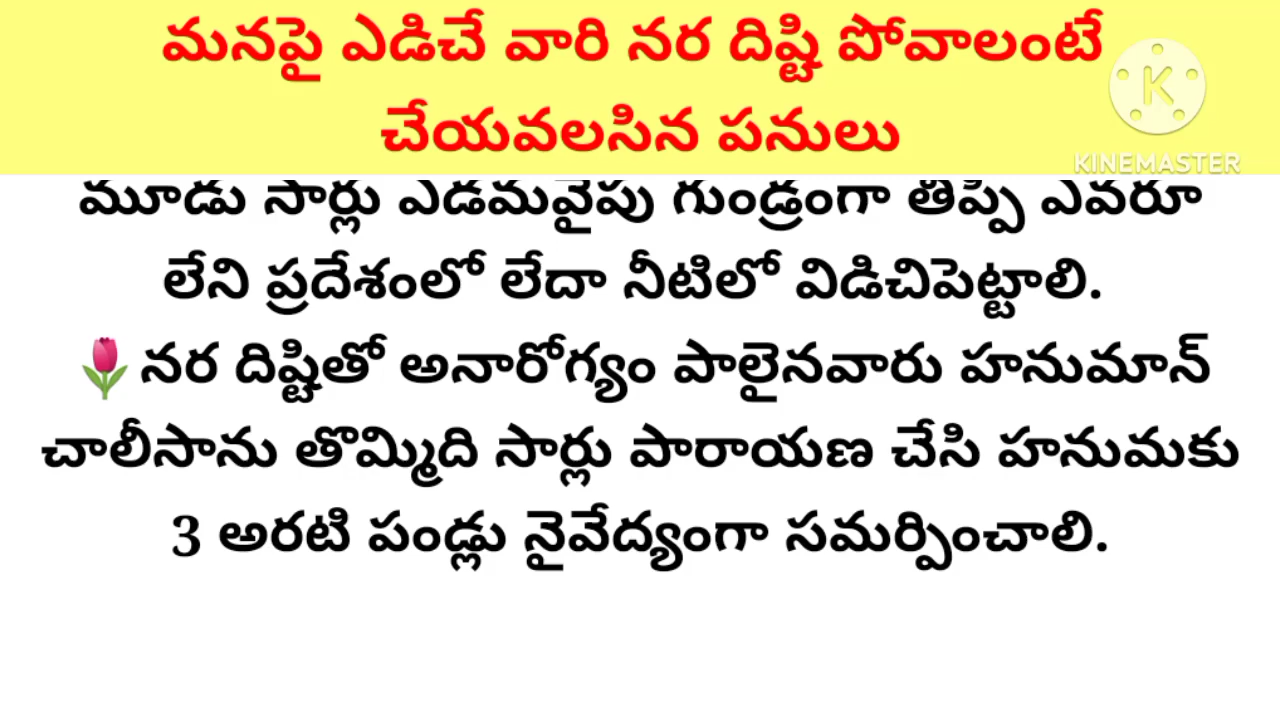 మనపై ఎడిచే వారి నర దిష్టి పోవాలంటే
చేయవలసిన పనులు
KINEMASTER
మూడు సార్లు ఎడమవైపు గుండ్రంగా తిప్పి ఎవరూ
లేని ప్రదేశంలో లేదా నీటిలో విడిచిపెట్టాలి.
🌷నర దిష్టితో అనారోగ్యం పాలైనవారు హనుమాన్
చాలీసాను తొమ్మిది సార్లు పారాయణ చేసి హనుమకు
3 అరటి పండ్లు నైవేద్యంగా సమర్పించాలి.